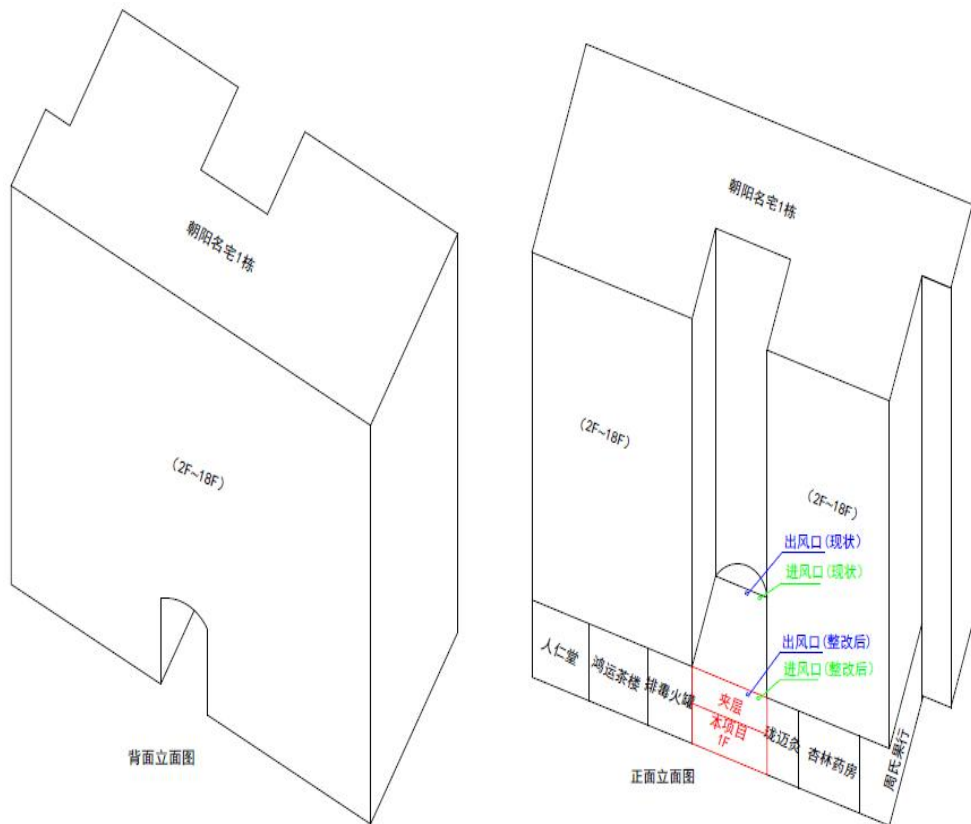 朝阳名宅1栋
(2F~18F)
背面立面图
朝阳名宅1栋
(2F~18F)
(2F~18F)
出风口(现状)
进风口(现状)
出风口(整改后)
进风口(整改后)
人仁堂
鸿运茶楼
排毒火罐
夹层
本项目
1F
珑迈灸
杏林药房
周氏果行
正面立面图